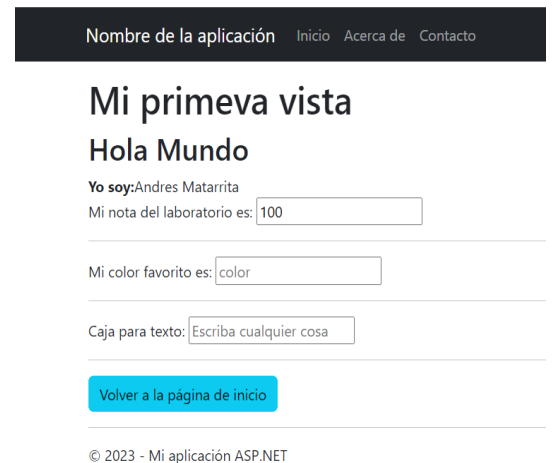 Nombre de la aplicación Inicio Acerca de Contacto
Mi primeva vista
Hola Mundo
Yo soy:Andres Matarrita
Mi nota del laboratorio es: 100
Mi color favorito es: color
Caja para texto: Escriba cualquier cosa
Volver a la página de inicio
© 2023 - Mi aplicación ASP.NET